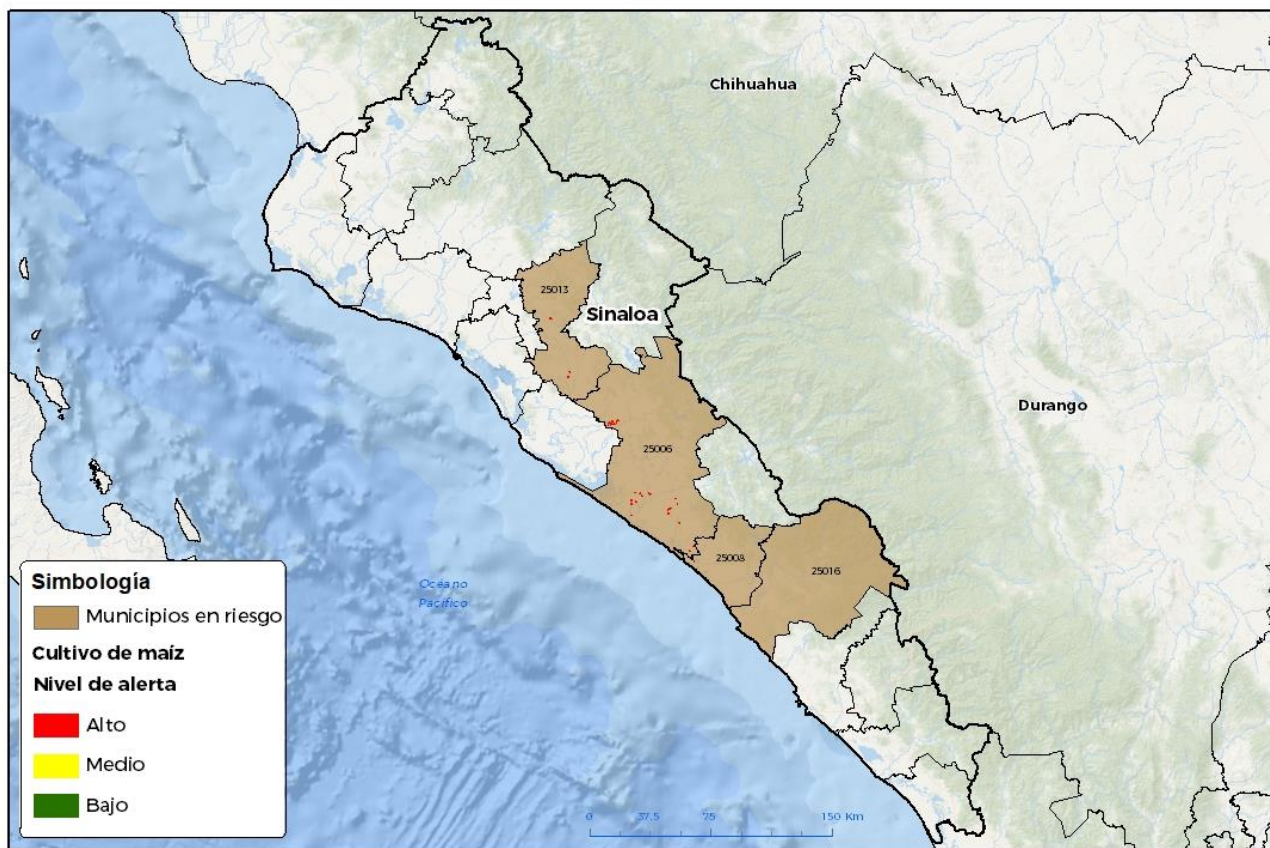 Chihuahua
25013
Sinaloa
Durango
25006
25008
25016
Océano
Pacífico
Simbología
Municipios en riesgo
Cultivo de maíz
Nivel de alerta
Alto
Medio
Bajo
0 37.5 75 150 Km